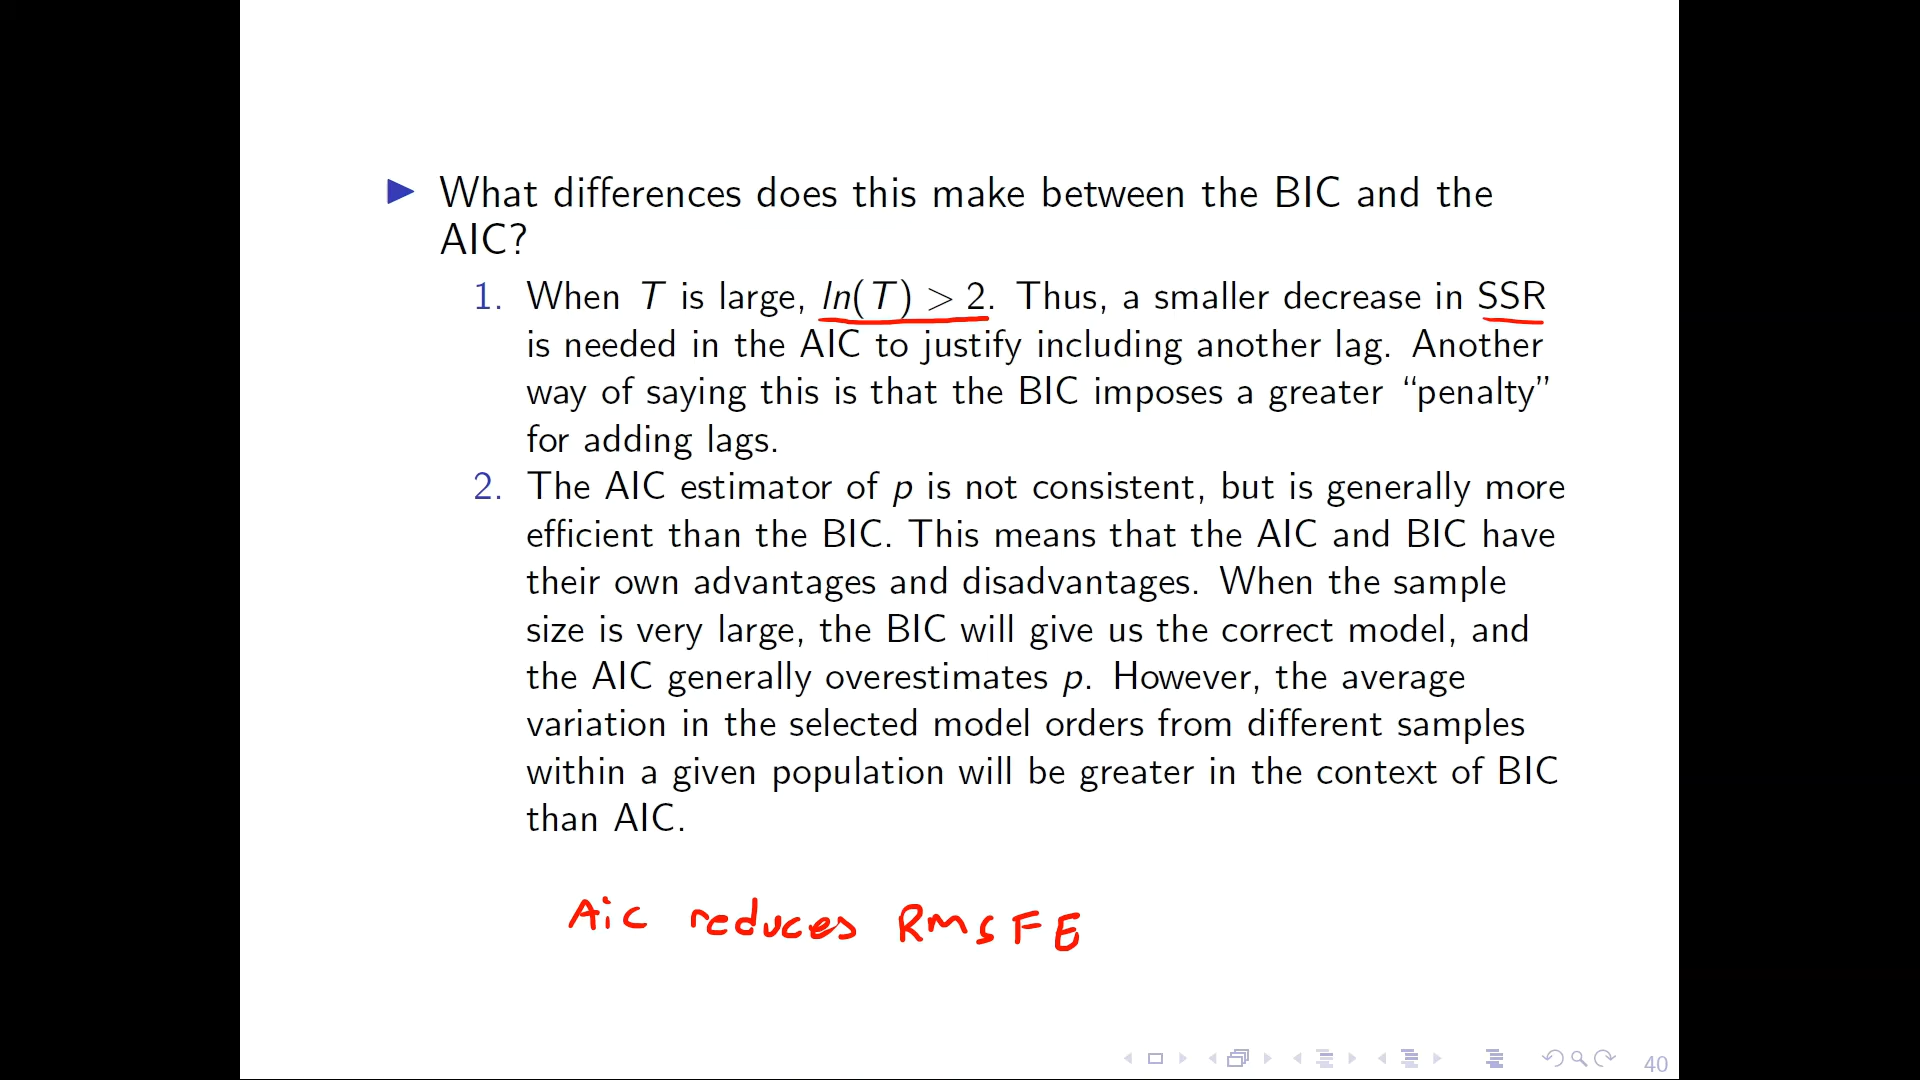 ▶ What differences does this make between the BIC and the
AIC?
1. When T is large, ln(T) > 2. Thus, a smaller decrease in SSR
is needed in the AIC to justify including another lag. Another
way of saying this is that the BIC imposes a greater “penalty”
for adding lags.
2. The AIC estimator of p is not consistent, but is generally more
efficient than the BIC. This means that the AIC and BIC have
their own advantages and disadvantages. When the sample
size is very large, the BIC will give us the correct model, and
the AIC generally overestimates p. However, the average
variation in the selected model orders from different samples
within a given population will be greater in the context of BIC
than AIC.
Aic reduces RmSFE
40